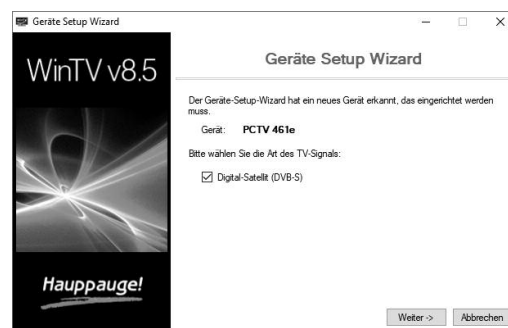 Geräte Setup Wizard
WinTV v8.5
Geräte Setup Wizard
Der Geräte-Setup-Wizard hat ein neues Gerät erkannt, das eingerichtet werden
muss.
Gerät: PCTV 461e
Bitte wählen Sie die Art des TV-Signals:
Digital-Satellit (DVB-S)
Hauppauge!
Weiter ->
Abbrechen